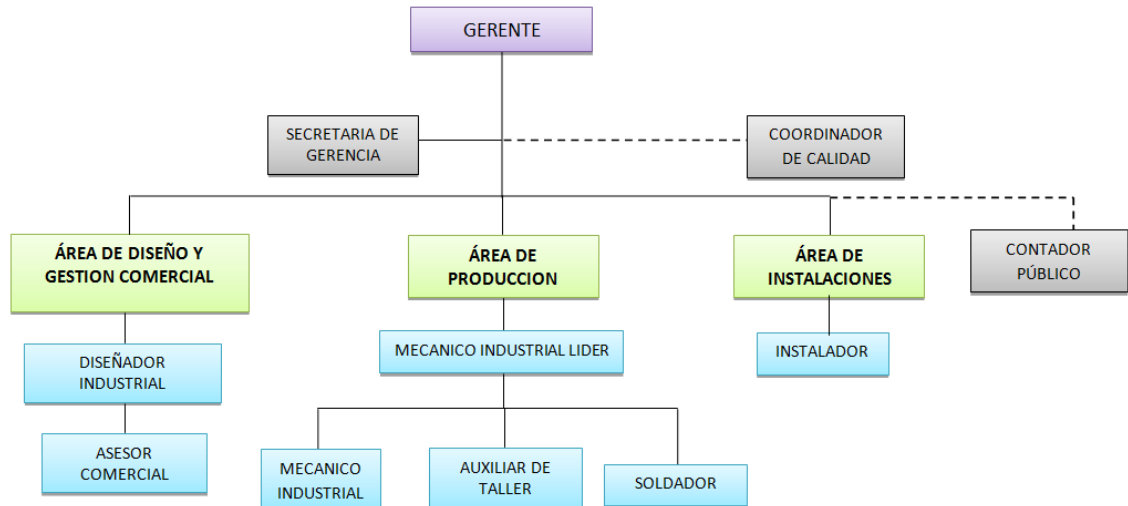 GERENTE
SECRETARIA DE
GERENCIA
COORDINADOR
DE CALIDAD
ÁREA DE DISEÑO Y
GESTION COMERCIAL
ÁREA DE
PRODUCCION
ÁREA DE
INSTALACIONES
CONTADOR
PÚBLICO
DISEÑADOR
INDUSTRIAL
MECANICO INDUSTRIAL LIDER
INSTALADOR
ASESOR
COMERCIAL
MECANICO
INDUSTRIAL
AUXILIAR DE
TALLER
SOLDADOR